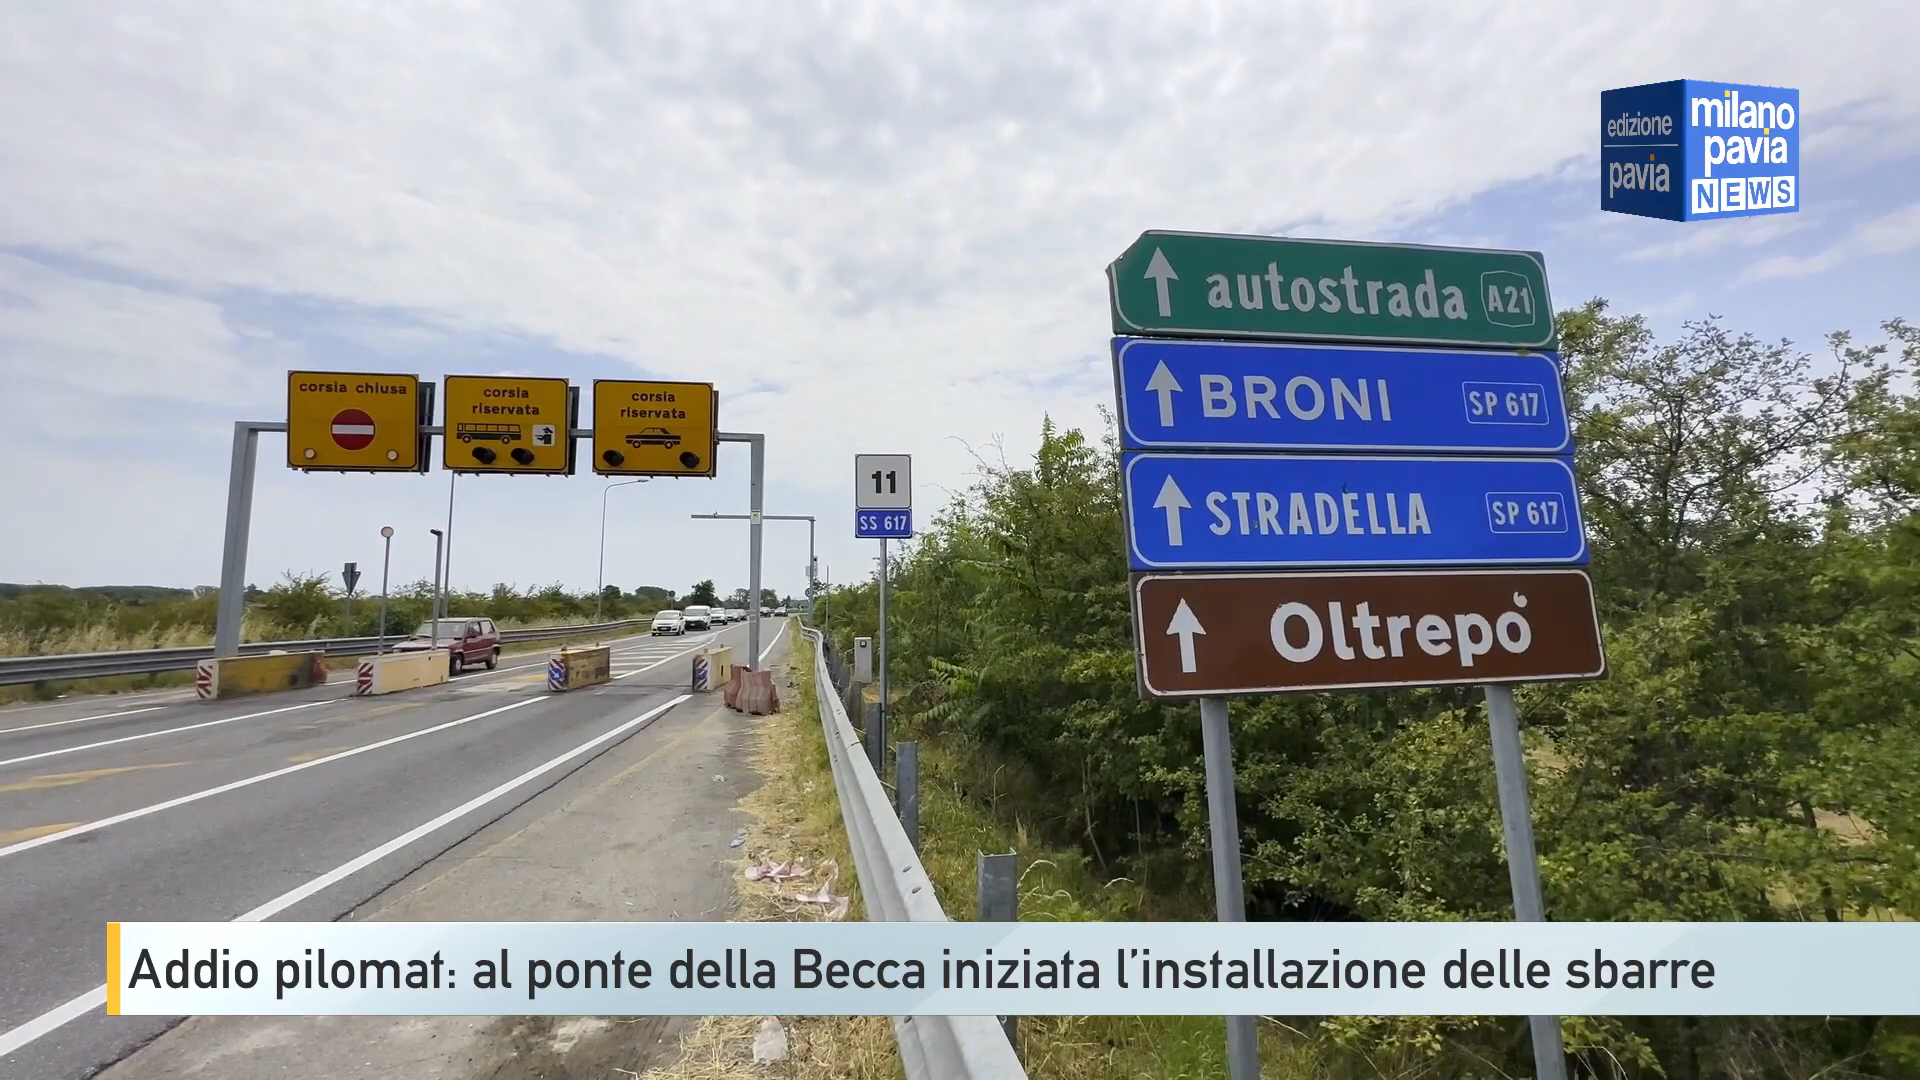 edizione
pavia
milano
pavia
NEWS
autostrada A21
BRONI SP 617
STRADELLA SP 617
Oltrepò
corsia chiusa
corsia
riservata
corsia
riservata
11
SS 617
Addio pilomat: al ponte della Becca iniziata l'installazione delle sbarre